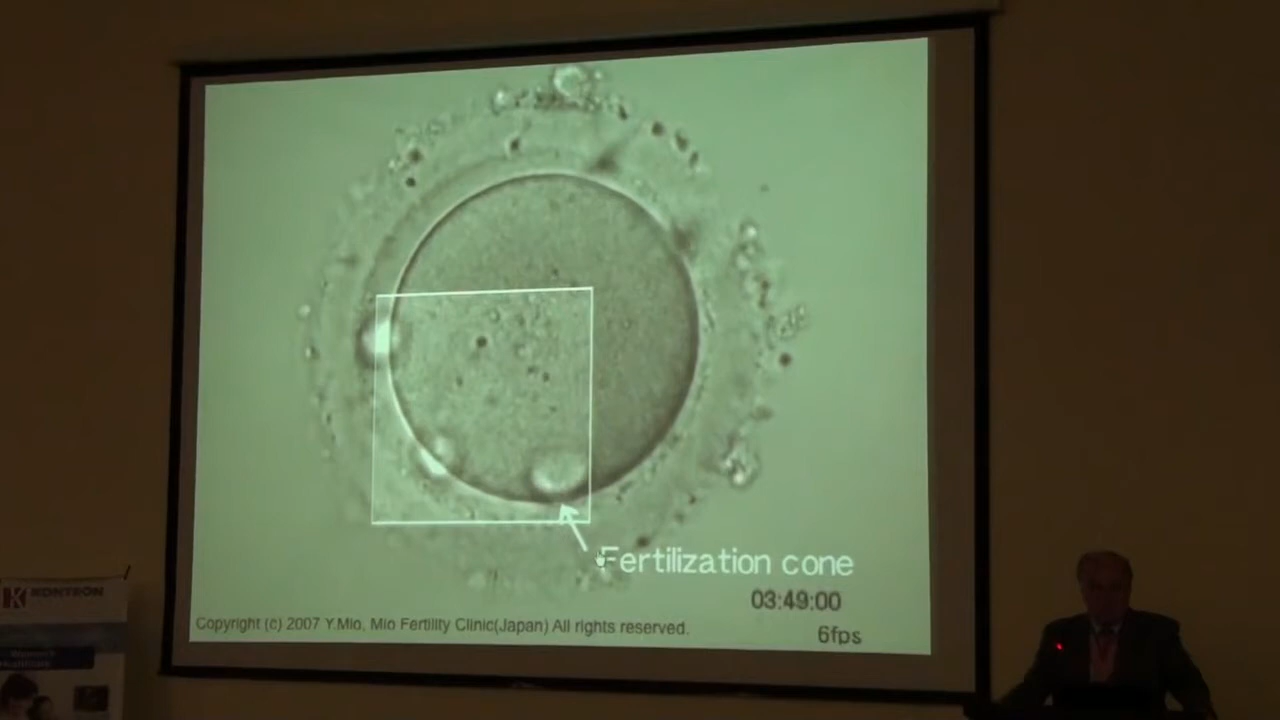 Fertilization cone
03:49:00
Copyright (c) 2007 Y.Mio, Mio Fertility Clinic(Japan) All rights reserved.
6fps
KONTRON